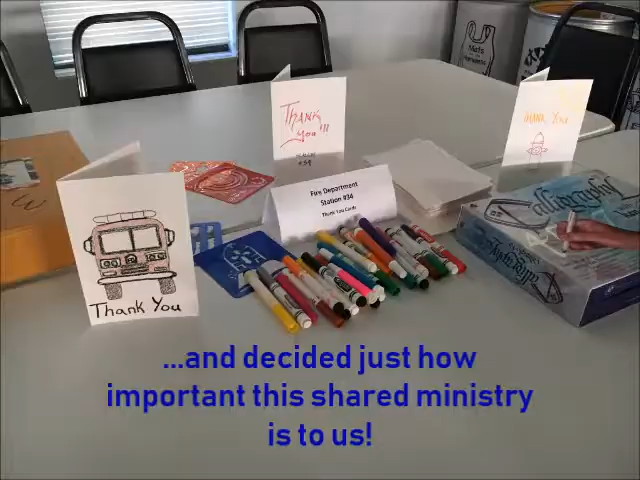 THANK
you!!!
THANK YOU
Fire Department
Station #34
Thank You Cards
Calligraphy
Thank You
...and decided just how
important this shared ministry
is to us!